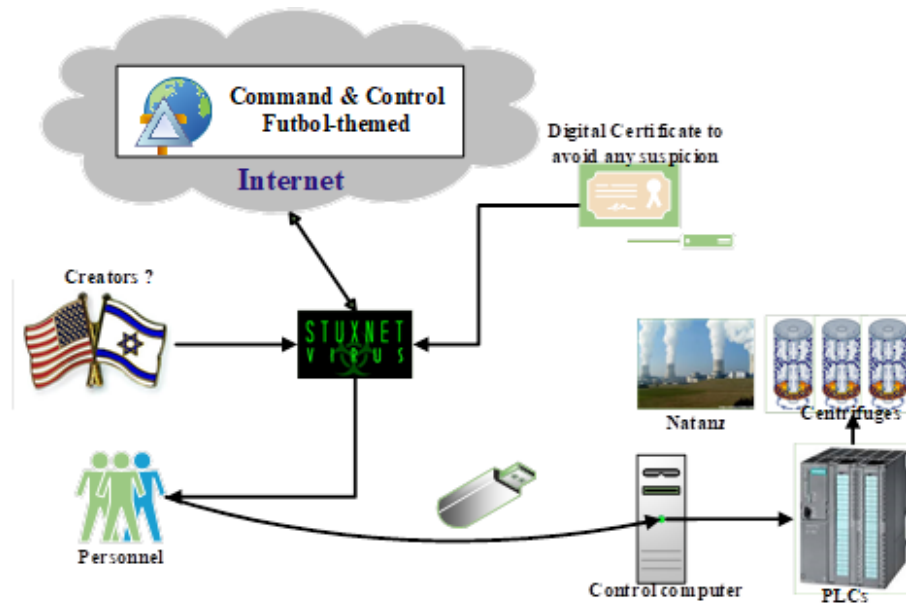 Command & Control
Futbol-themed
Internet
Digital Certificate to
avoid any suspicion
Creators ?
STUXNET
VIRUS
Natanz
Centrifuges
Personnel
Control computer
PLCs